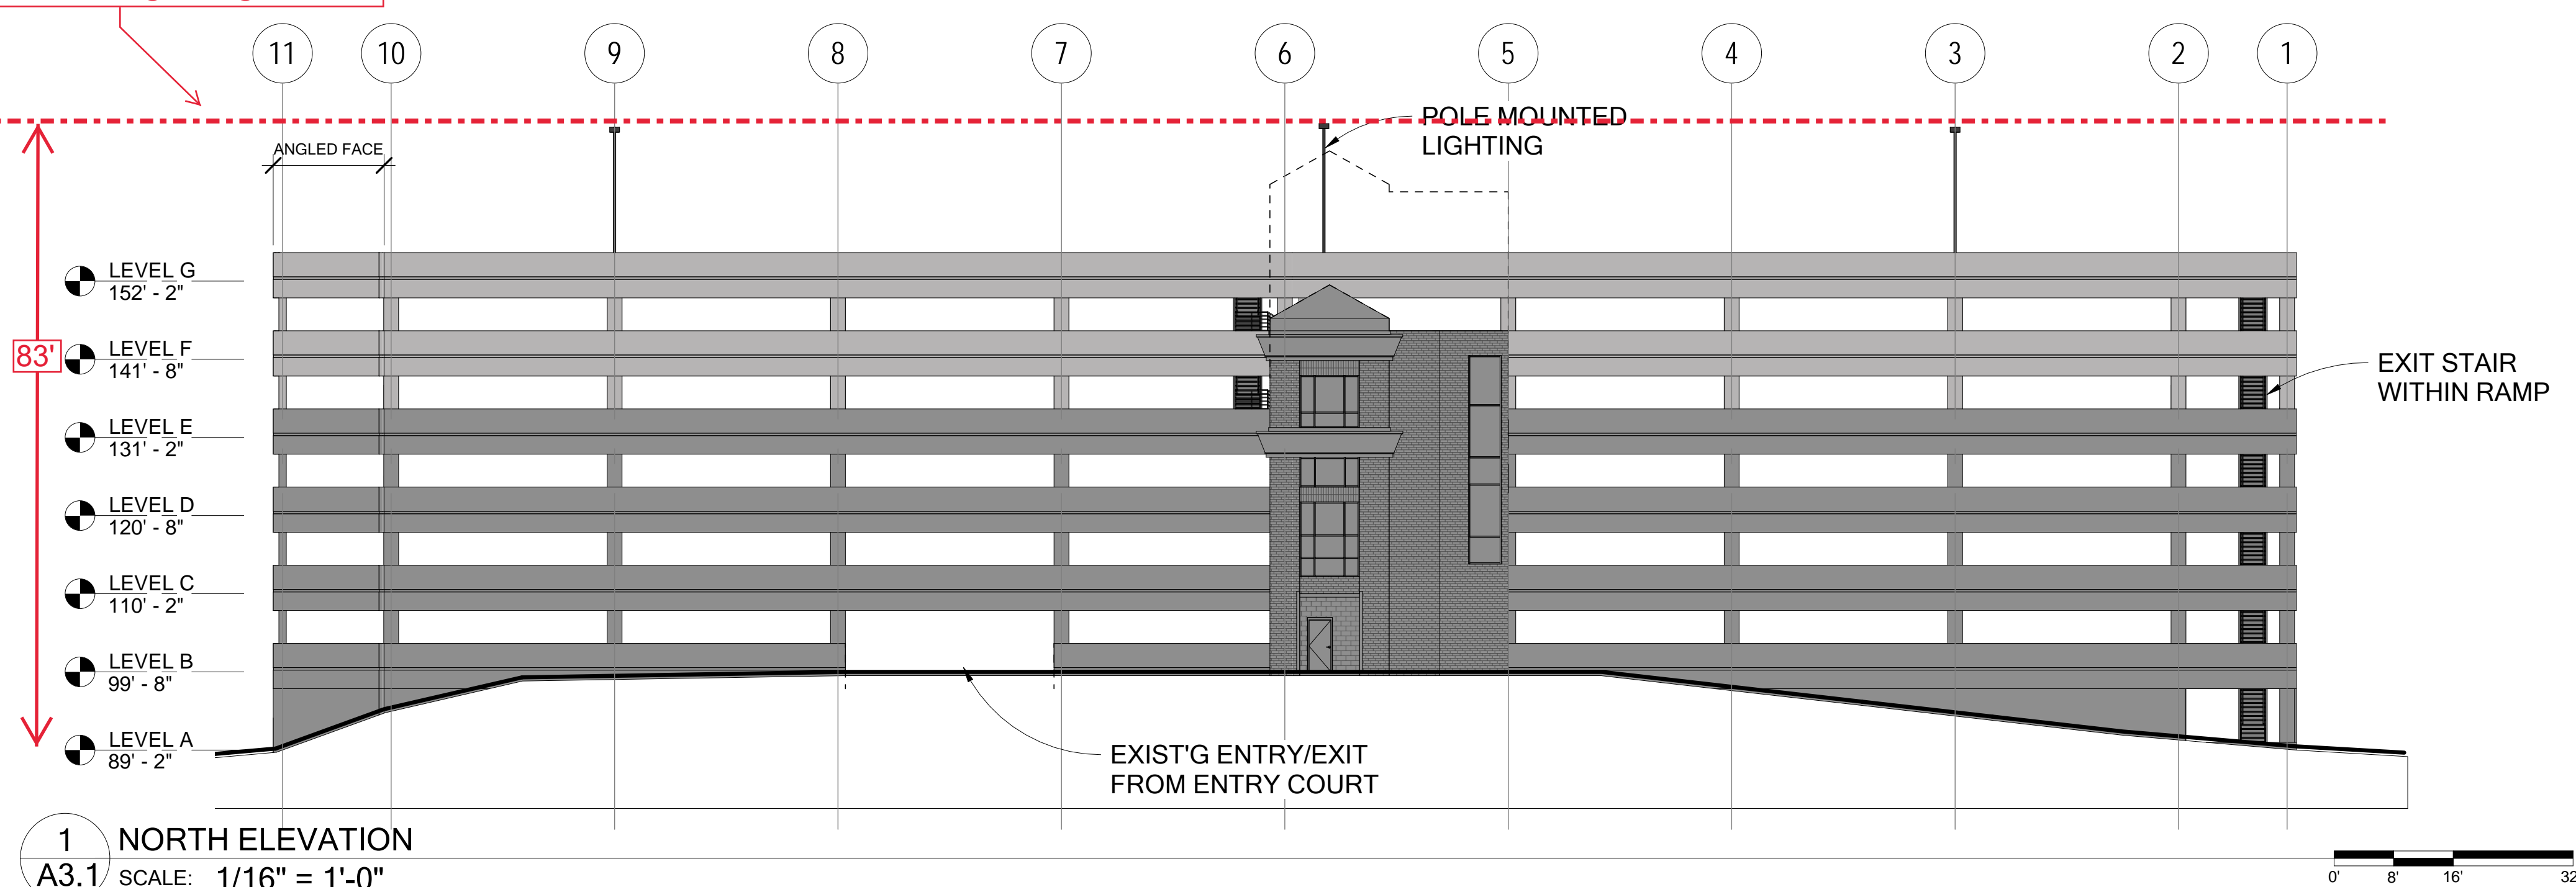 11
10
9
8
7
6
5
4
3
2
1
POLE MOUNTED
LIGHTING
ANGLED FACE
LEVEL G
152' - 2"
LEVEL F
141' - 8"
83'
LEVEL E
131' - 2"
LEVEL D
120' - 8"
LEVEL C
110' - 2"
LEVEL B
99' - 8"
LEVEL A
89' - 2"
EXIT STAIR
WITHIN RAMP
EXIST'G ENTRY/EXIT
FROM ENTRY COURT
1
A3.1
NORTH ELEVATION
SCALE: 1/16" = 1'-0"
0' 8' 16' 32